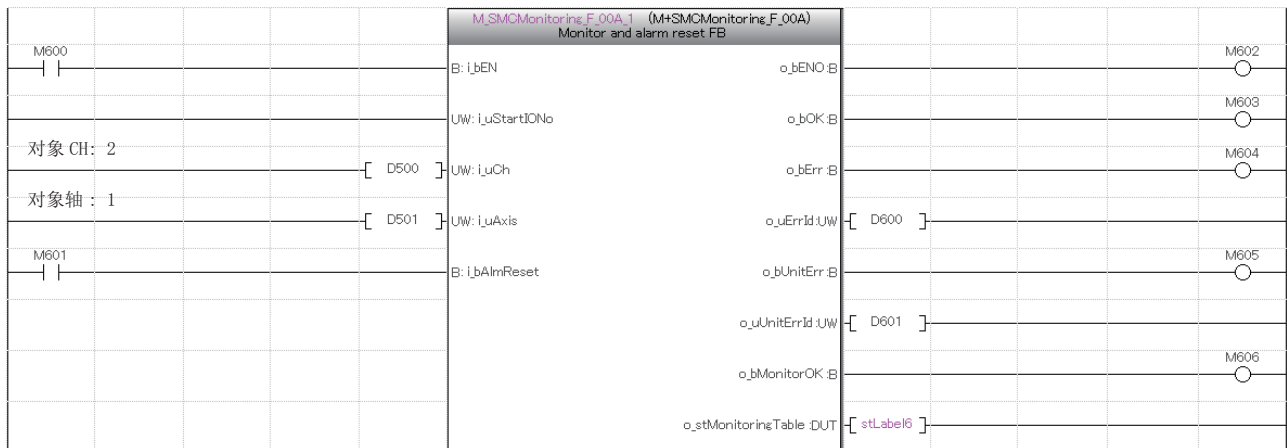 M_SMCMonitoring_F_00A_1 (M+SMCMonitoring_F_00A)
Monitor and alarm reset FB
M600
B: i_bEN
o_bENO:B
M602
UW: i_uStartIONo
o_bOK:B
M603
对象 CH: 2
D500
UW: i_uCh
o_bErr:B
M604
对象轴: 1
D501
UW: i_uAxis
o_uErrId:UW
D600
M601
B: i_bAlmReset
o_bUnitErr:B
M605
o_uUnitErrId:UW
D601
o_bMonitorOK:B
M606
o_stMonitoringTable :DUT
stLabel6